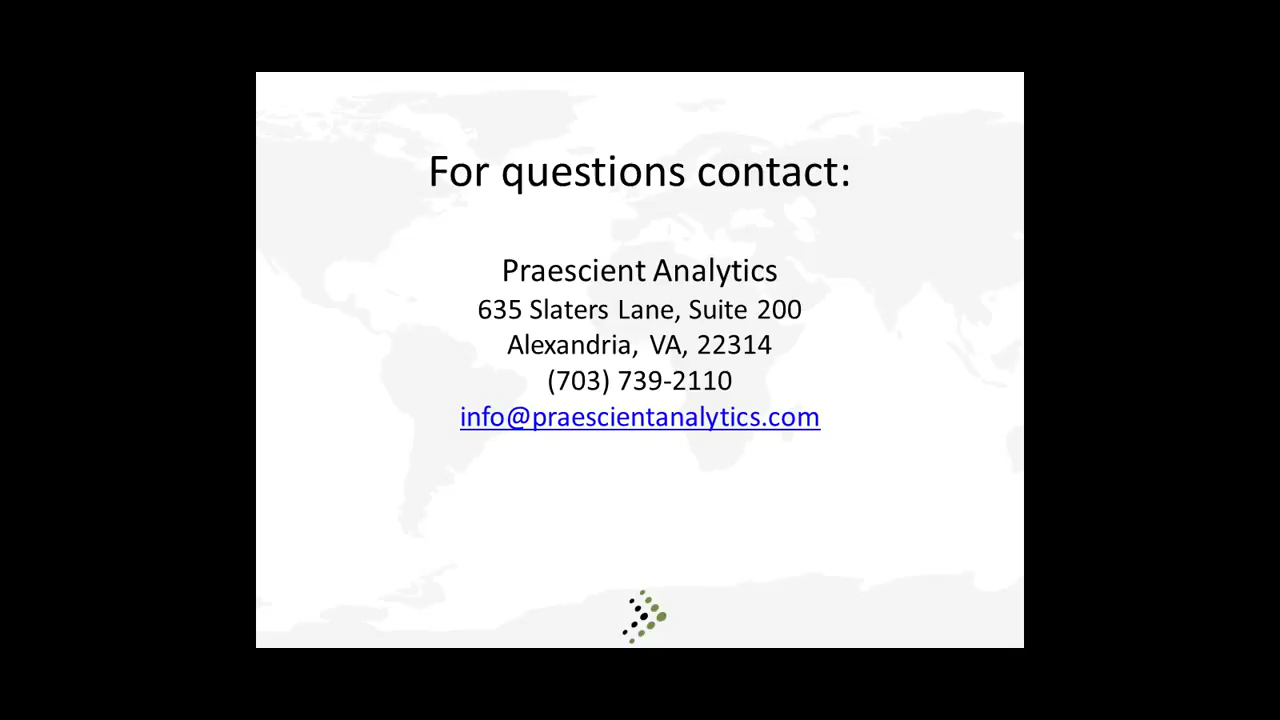 For questions contact:
Praescient Analytics
635 Slaters Lane, Suite 200
Alexandria, VA, 22314
(703) 739-2110
info@praescientanalytics.com